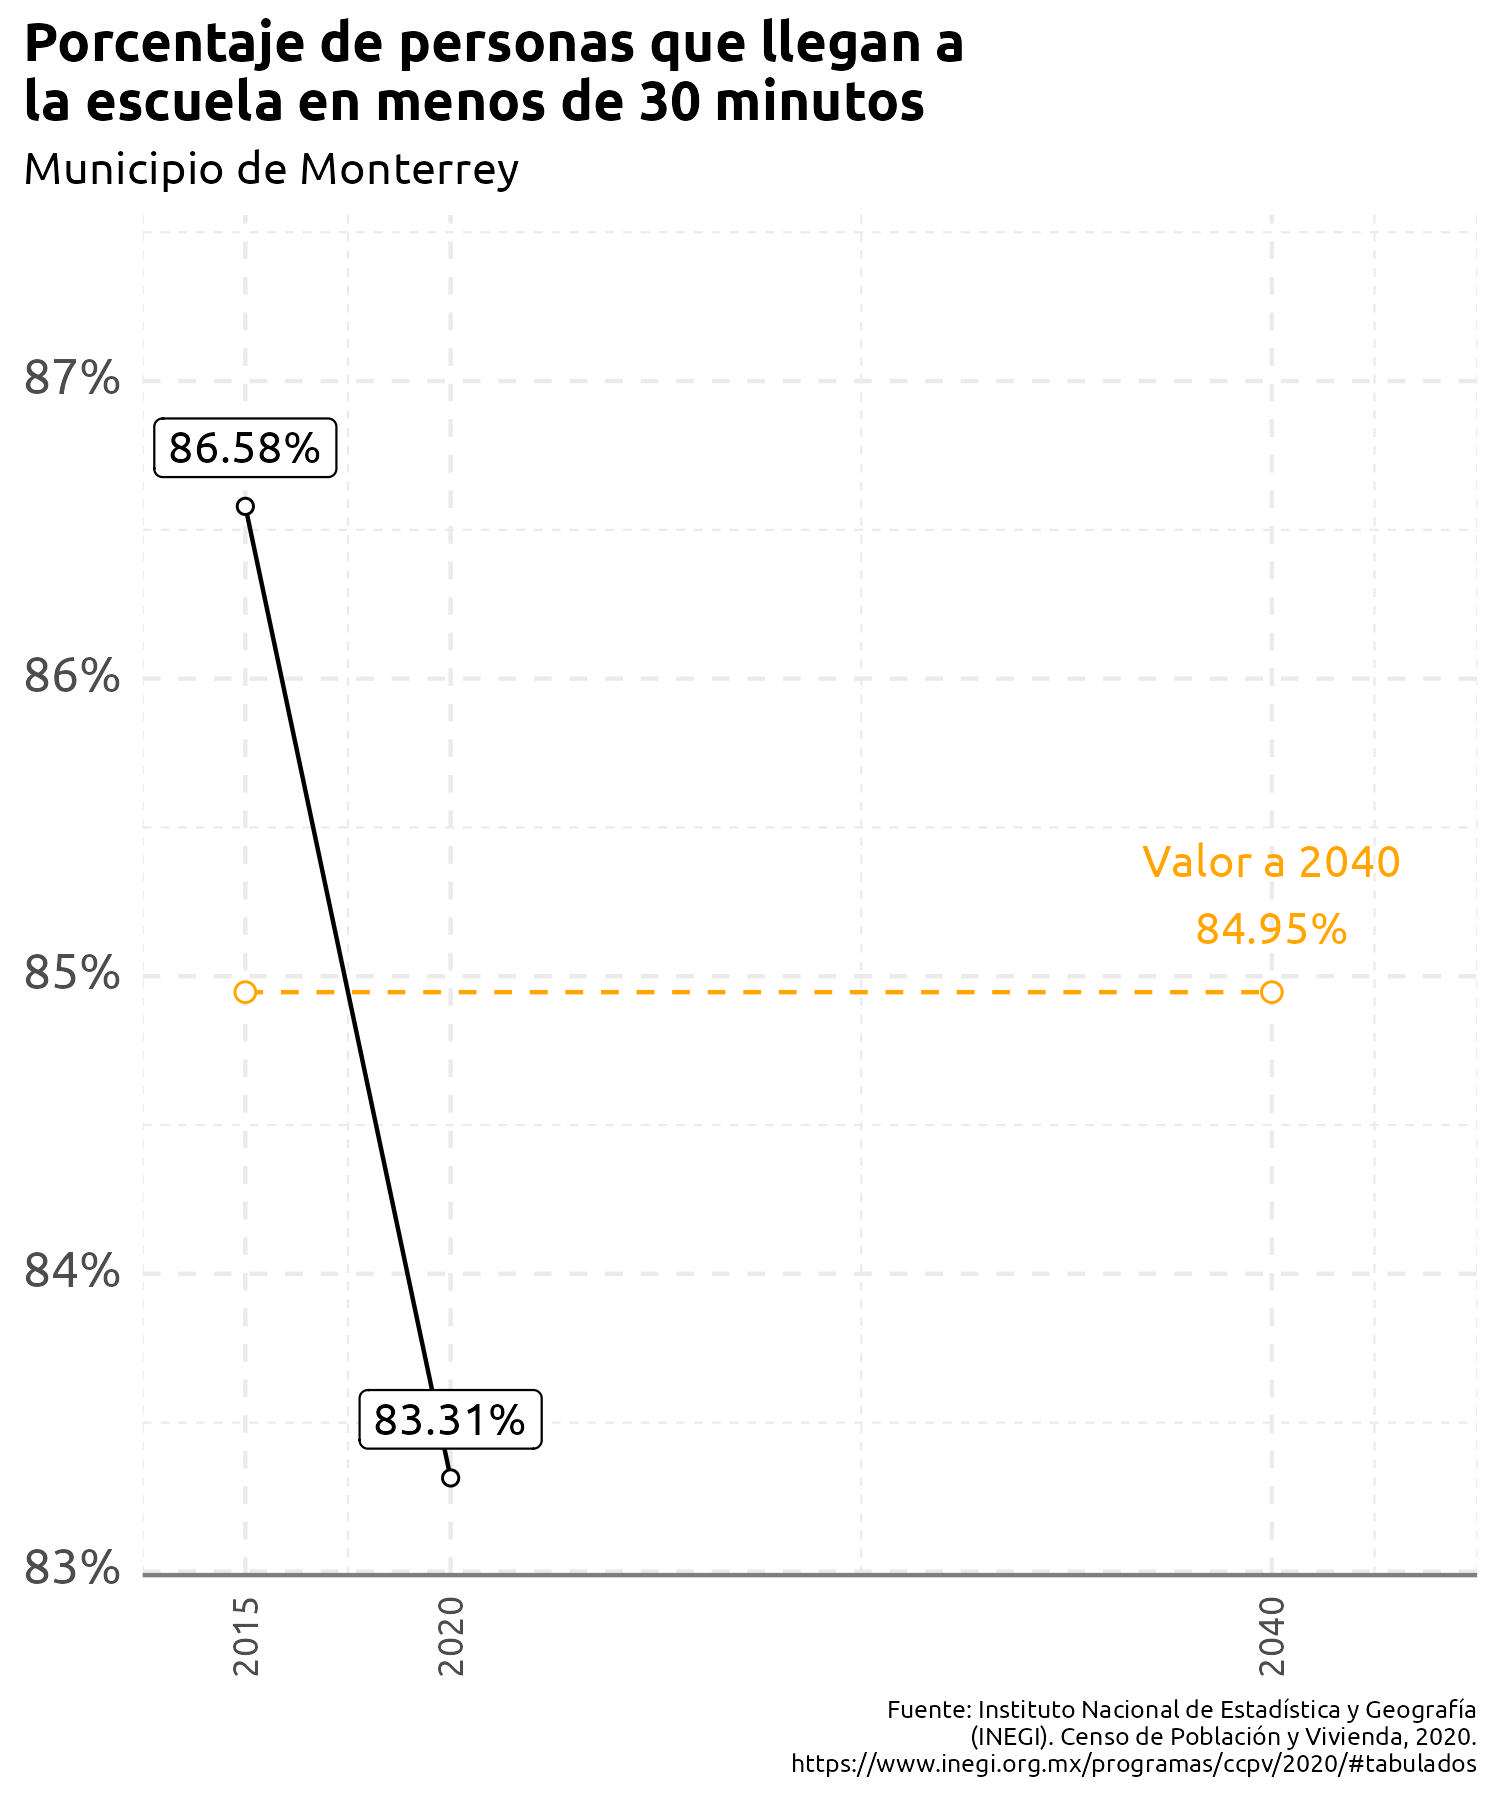 Porcentaje de personas que llegan a
la escuela en menos de 30 minutos
Municipio de Monterrey
87%
86.58%
86%
Valor a 2040
84.95%
85%
84%
83.31%
83%
2015
2020
2040
Fuente: Instituto Nacional de Estadística y Geografía
(INEGI). Censo de Población y Vivienda, 2020.
https://www.inegi.org.mx/programas/ccpv/2020/#tabulados